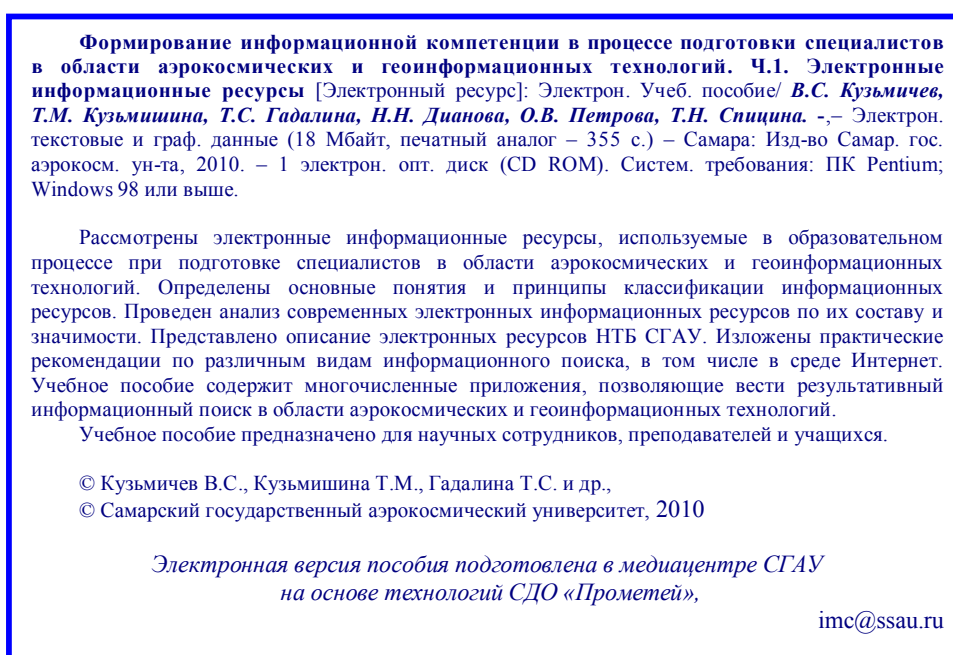 Формирование информационной компетенции в процессе подготовки специалистов
в области аэрокосмических и геоинформационных технологий. Ч.1. Электронные
информационные ресурсы [Электронный ресурс]: Электрон. Учеб. пособие/ В.С. Кузьмичев,
Т.М. Кузьмишина, Т.С. Гадалина, Н.Н. Дианова, О.В. Петрова, Т.Н. Спицина. -,– Электрон.
текстовые и граф. данные (18 Мбайт, печатный аналог – 355 с.) – Самара: Изд-во Самар. гос.
аэрокосм. ун-та, 2010. – 1 электрон. опт. диск (CD ROM). Систем. требования: ПК Pentium;
Windows 98 или выше.
Рассмотрены электронные информационные ресурсы, используемые в образовательном
процессе при подготовке специалистов в области аэрокосмических и геоинформационных
технологий. Определены основные понятия и принципы классификации информационных
ресурсов. Проведен анализ современных электронных информационных ресурсов по их составу и
значимости. Представлено описание электронных ресурсов НТБ СГАУ. Изложены практические
рекомендации по различным видам информационного поиска, в том числе в среде Интернет.
Учебное пособие содержит многочисленные приложения, позволяющие вести результативный
информационный поиск в области аэрокосмических и геоинформационных технологий.
Учебное пособие предназначено для научных сотрудников, преподавателей и учащихся.
© Кузьмичев В.С., Кузьмишина Т.М., Гадалина Т.С. и др.,
© Самарский государственный аэрокосмический университет, 2010
Электронная версия пособия подготовлена в медиацентре СГАУ
на основе технологий СДО «Прометей»,
imc@ssau.ru